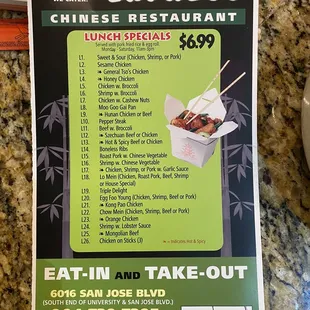 CHINESE RESTAURANT
LUNCH SPECIALS
$6.99
Served with pork fried rice & egg roll
Monday - Saturday, 11am-3pm
L1. Sweet & Sour (Chicken, Shrimp, or Pork)
L2. Sesame Chicken
L3. General Tso's Chicken
L4. Honey Chicken
L5. Chicken w. Broccoli
L6. Shrimp w. Broccoli
L7. Chicken w. Cashew Nuts
L8. Moo Goo Gai Pan
L9. Hunan Chicken or Beef
L10. Pepper Steak
L11. Beef w. Broccoli
L12. Szechuan Beef or Chicken
L13. Hot & Spicy Beef or Chicken
L14. Boneless Ribs
L15. Roast Pork w. Chinese Vegetable
L16. Shrimp w. Chinese Vegetable
L17. Chicken, Shrimp, or Pork w. Garlic Sauce
L18. Lo Mein (Chicken, Roast Pork, Beef, Shrimp
or House Special)
L19. Triple Delight
L20. Egg Foo Young (Chicken, Shrimp, Beef or Pork)
L21. Kong Pao Chicken
L22. Chow Mein (Chicken, Shrimp, Beef or Pork)
L23. Orange Chicken
L24. Shrimp w. Lobster Sauce
L25. Mongolian Beef
L26. Chicken on Sticks (3)
= Indicates Hot & Spicy
EAT-IN AND TAKE-OUT
6016 SAN JOSE BLVD
(SOUTH END OF UNIVERSITY & SAN JOSE BLVD.)